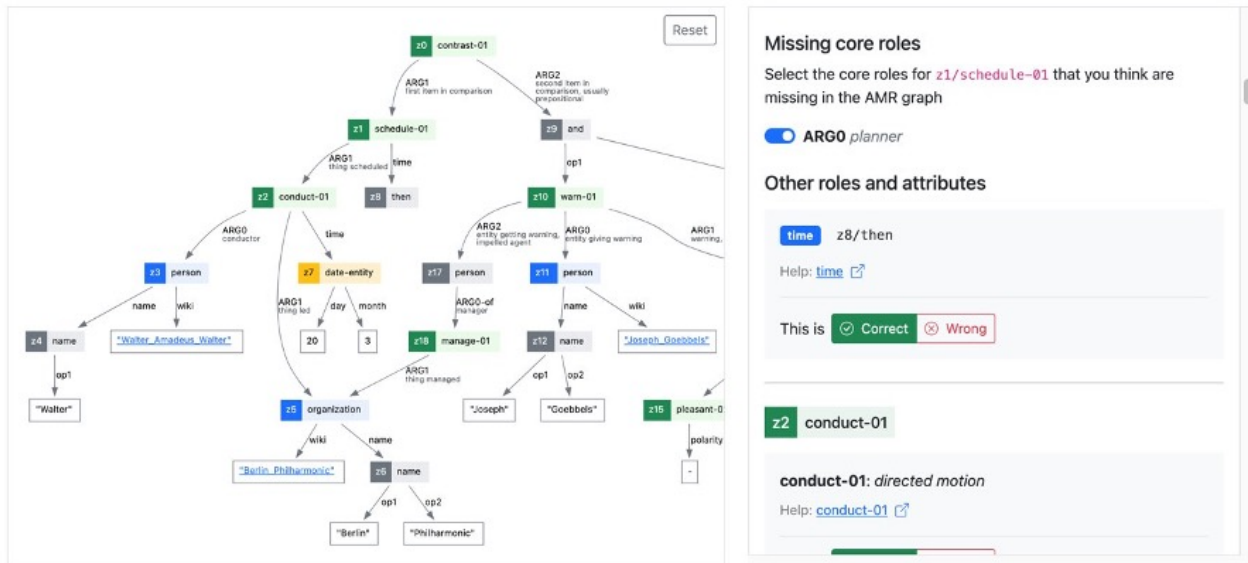 Reset
z0 contrast-01
ARG1
first item in comparison
ARG2
second item in
comparison, usually
prepositional
z1 schedule-01
z9 and
ARG1
thing scheduled
time
op1
z2 conduct-01
z8 then
z10 warn-01
ARG0
conductor
time
ARG2
entity getting warning,
impelled agent
ARG0
entity giving warning
ARG1
warning,
z3 person
z7 date-entity
z17 person
z11 person
name
wiki
ARG1
thing led
day
month
ARG0-of
manager
name
wiki
z4 name
"Walter_Amadeus_Walter"
20
3
z18 manage-01
z12 name
"Joseph_Goebbels"
op1
ARG1
thing managed
op1
op2
"Walter"
z5 organization
"Joseph"
"Goebbels"
z15 pleasant-0
wiki
name
polarity
"Berlin_Philharmonic"
z6 name
-
op1
op2
"Berlin"
"Philharmonic"
Missing core roles
Select the core roles for z1/schedule-01 that you think are
missing in the AMR graph
ARG0 planner
Other roles and attributes
time z8/then
Help: time
This is Correct Wrong
z2 conduct-01
conduct-01: directed motion
Help: conduct-01